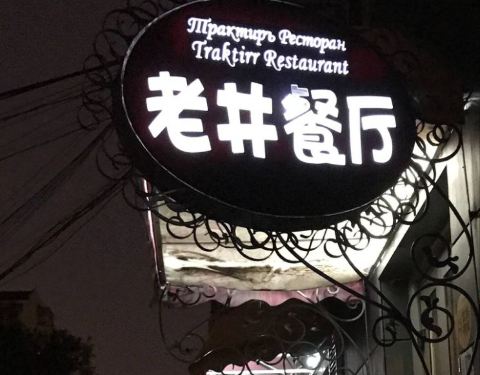 Трактиръ Ресторан
Traktirr Restaurant
老井餐厅